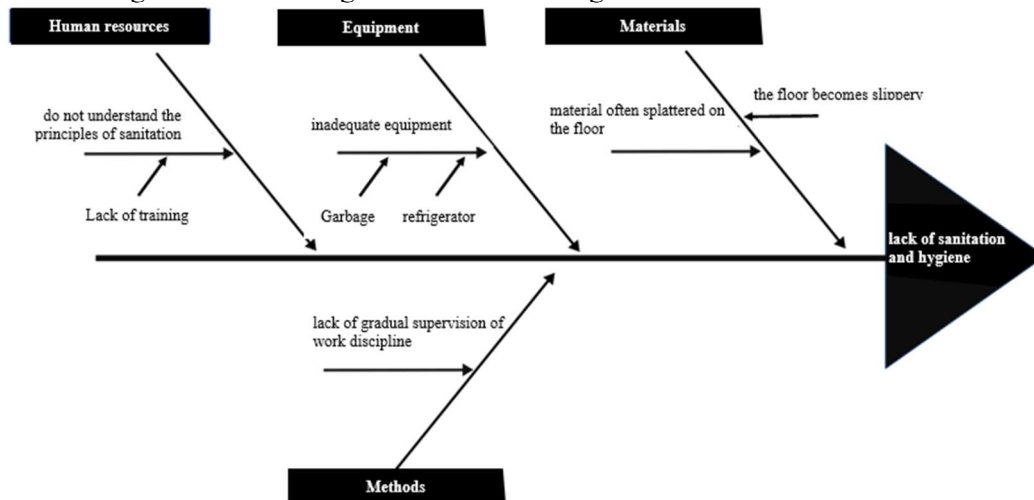 Human resources
Equipment
Materials
do not understand the
principles of sanitation
Lack of training
inadequate equipment
Garbage
refrigerator
material often splattered on
the floor
the floor becomes slippery
lack of sanitation
and hygiene
lack of gradual supervision of
work discipline
Methods